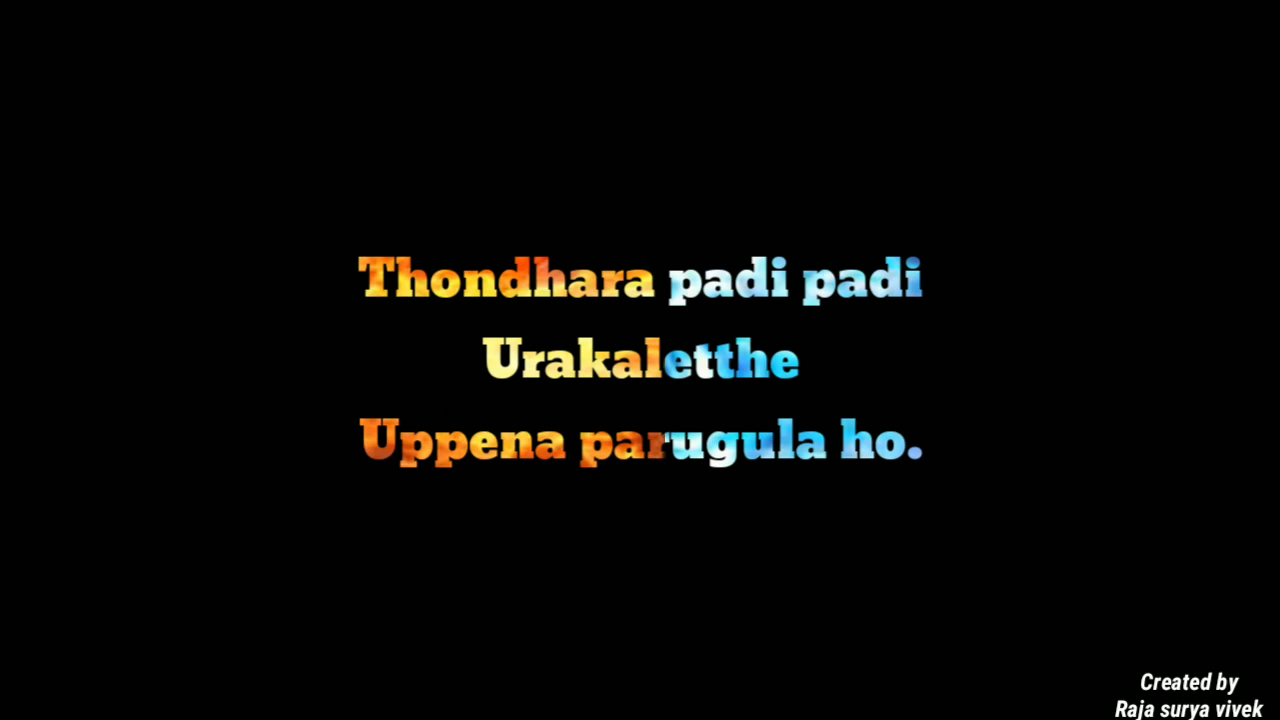 Thondhara padi padi
Urakaletthe
Uppena parugula ho.
Created by
Raja surya vivek